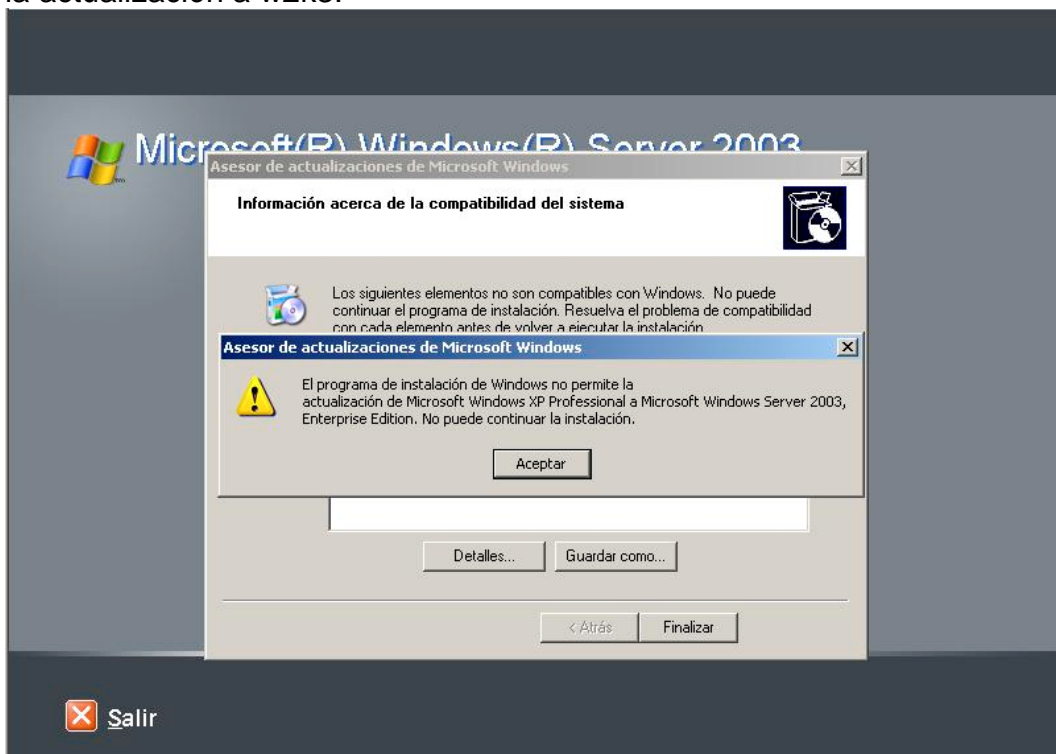 la actualización a w2k3.
Microsoft(R) Windows(R) Server 2003
Asesor de actualizaciones de Microsoft Windows
Información acerca de la compatibilidad del sistema
Los siguientes elementos no son compatibles con Windows. No puede
continuar el programa de instalación. Resuelva el problema de compatibilidad
con cada elemento antes de volver a ejecutar la instalación
Asesor de actualizaciones de Microsoft Windows
El programa de instalación de Windows no permite la
actualización de Microsoft Windows XP Professional a Microsoft Windows Server 2003,
Enterprise Edition. No puede continuar la instalación.
Aceptar
Detalles...
Guardar como...
< Atrás
Finalizar
Salir